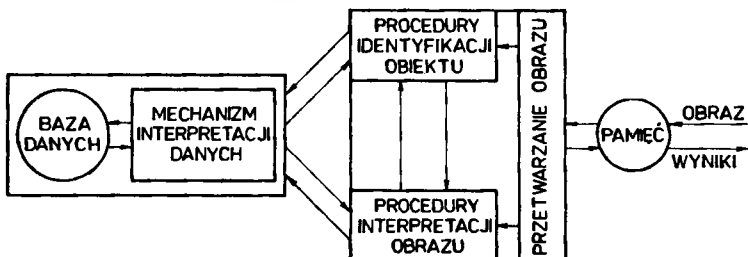 BAZA
DANYCH
MECHANIZM
INTERPRETACJI
DANYCH
PROCEDURY
IDENTYFIKACJI
OBIEKTU
PROCEDURY
INTERPRETACJI
OBRAZU
PRZETWARZANIE OBRAZU
PAMIĘĆ
OBRAZ
WYNIKI